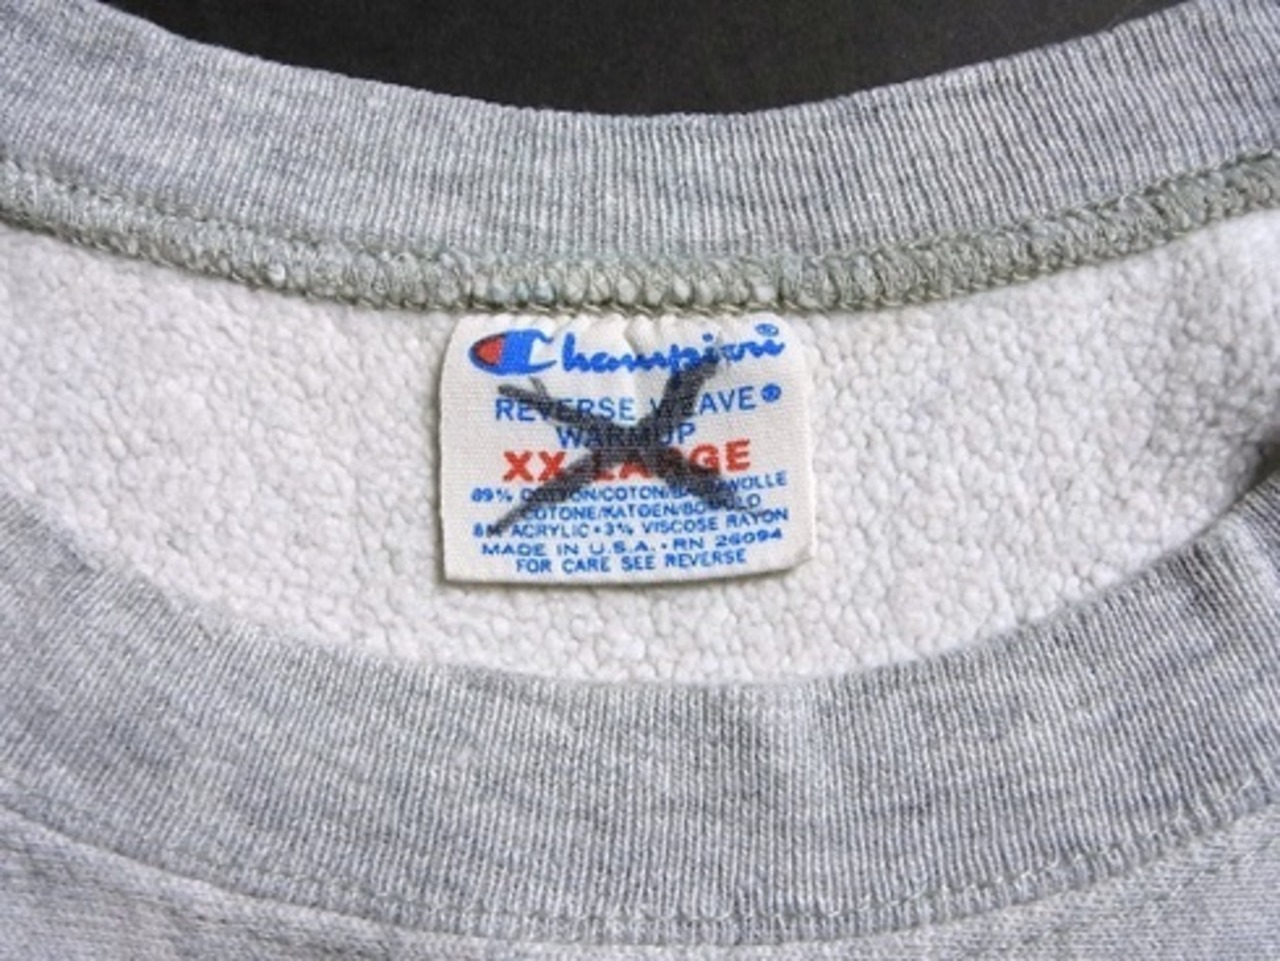 Champion®
REVERSE WEAVE®
WARMUP
XX-LARGE
89% COTTON/COTON/BAUMWOLLE
COTONE/KATOEN/BOMULD
8% ACRYLIC • 3% VISCOSE RAYON
MADE IN U.S.A. • RN 26094
FOR CARE SEE REVERSE